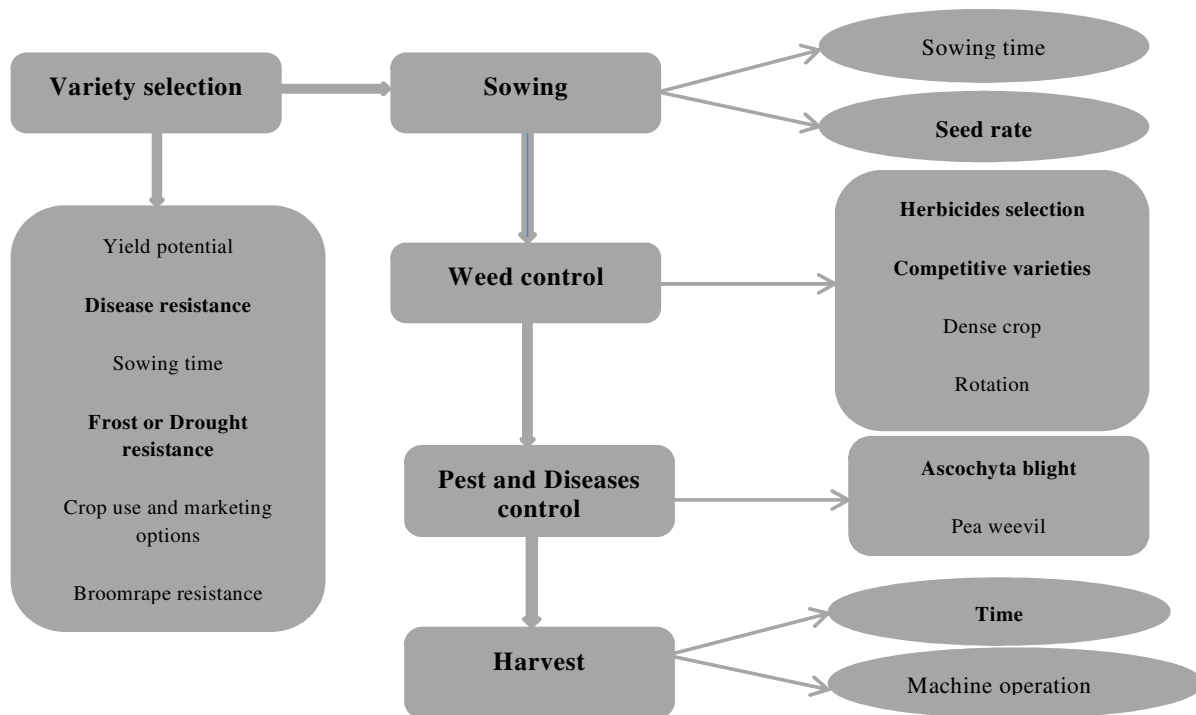 Variety selection
Sowing
Sowing time
Seed rate
Yield potential
Disease resistance
Sowing time
Frost or Drought
resistance
Crop use and marketing
options
Broomrape resistance
Weed control
Herbicides selection
Competitive varieties
Dense crop
Rotation
Pest and Diseases
control
Ascochyta blight
Pea weevil
Harvest
Time
Machine operation